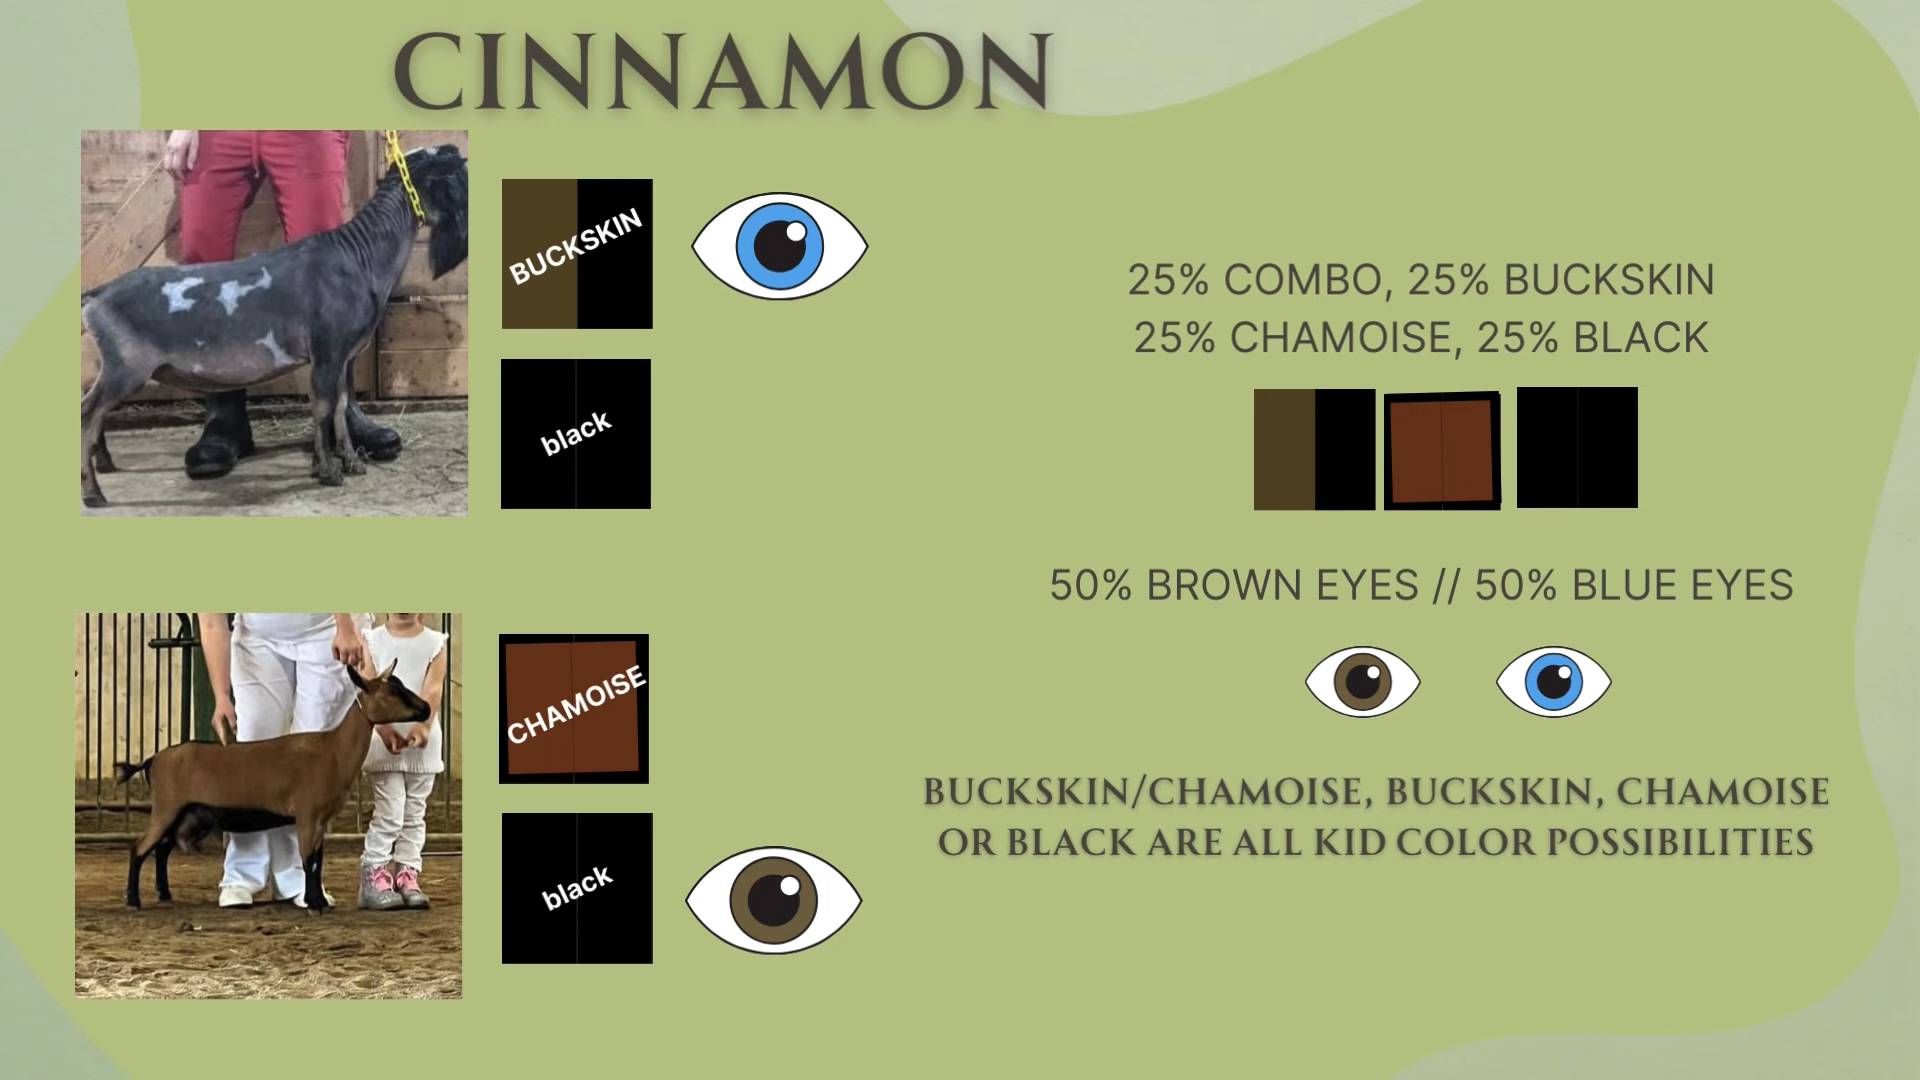 CINNAMON
BUCKSKIN
black
25% COMBO, 25% BUCKSKIN
25% CHAMOISE, 25% BLACK
50% BROWN EYES // 50% BLUE EYES
CHAMOISE
black
BUCKSKIN/CHAMOISE, BUCKSKIN, CHAMOISE
OR BLACK ARE ALL KID COLOR POSSIBILITIES